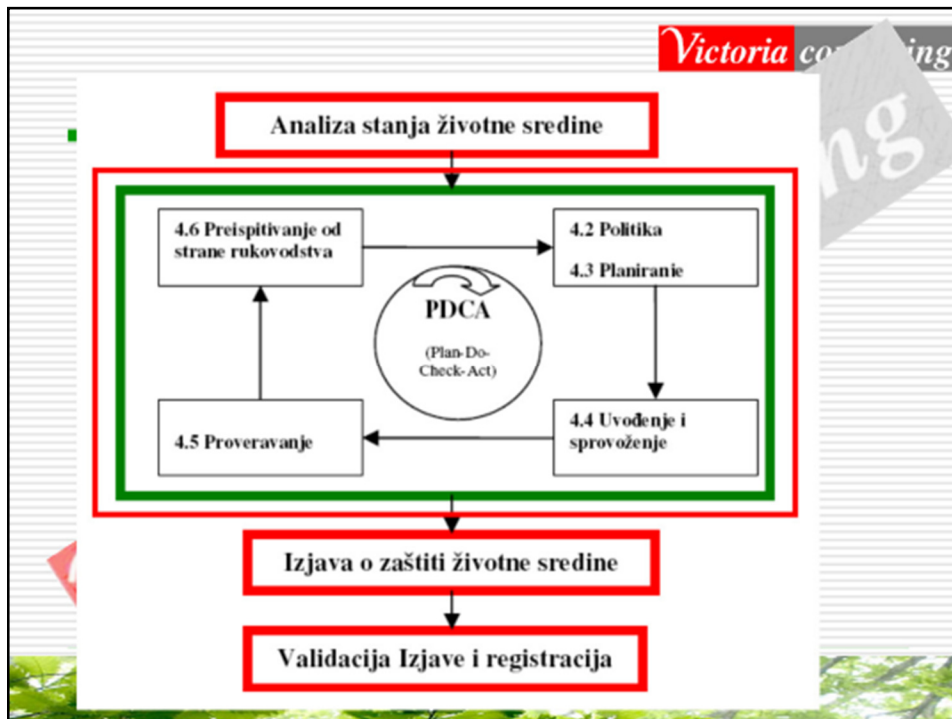 Victoria
Analiza stanja životne sredine
4.6 Preispitivanje od
strane rukovodstva
4.2 Politika
4.3 Planiranje
PDCA
(Plan-Do-
Check-Act)
4.5 Proveravanje
4.4 Uvođenje i
sprovoženje
Izjava o zaštiti životne sredine
Validacija Izjave i registracija